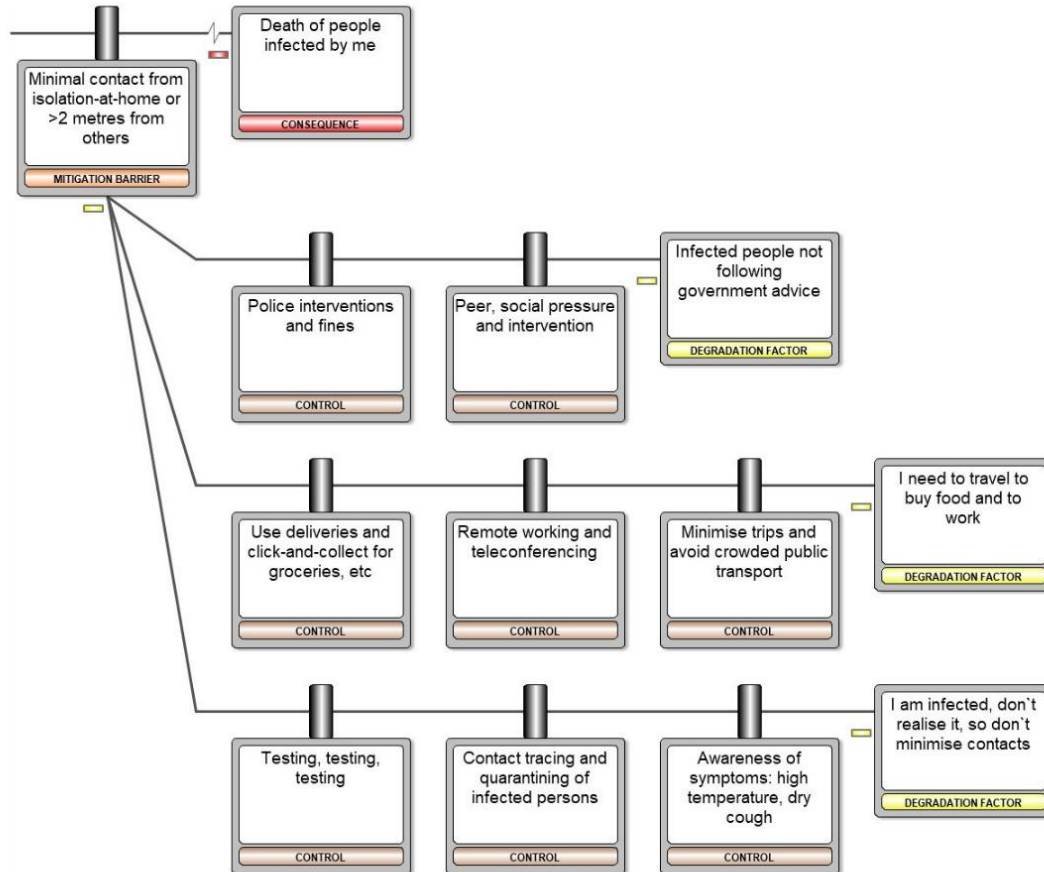 Death of people
infected by me
CONSEQUENCE
Minimal contact from
isolation-at-home or
>2 metres from
others
MITIGATION BARRIER
Police interventions
and fines
CONTROL
Peer, social pressure
and intervention
CONTROL
Infected people not
following
government advice
DEGRADATION FACTOR
Use deliveries and
click-and-collect for
groceries, etc
CONTROL
Remote working and
teleconferencing
CONTROL
Minimise trips and
avoid crowded public
transport
CONTROL
I need to travel to
buy food and to
work
DEGRADATION FACTOR
Testing, testing,
testing
CONTROL
Contact tracing and
quarantining of
infected persons
CONTROL
Awareness of
symptoms: high
temperature, dry
cough
CONTROL
I am infected, don`t
realise it, so don`t
minimise contacts
DEGRADATION FACTOR